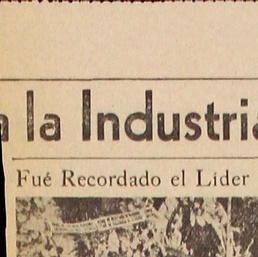 la Industria
Fué Recordado el Líder